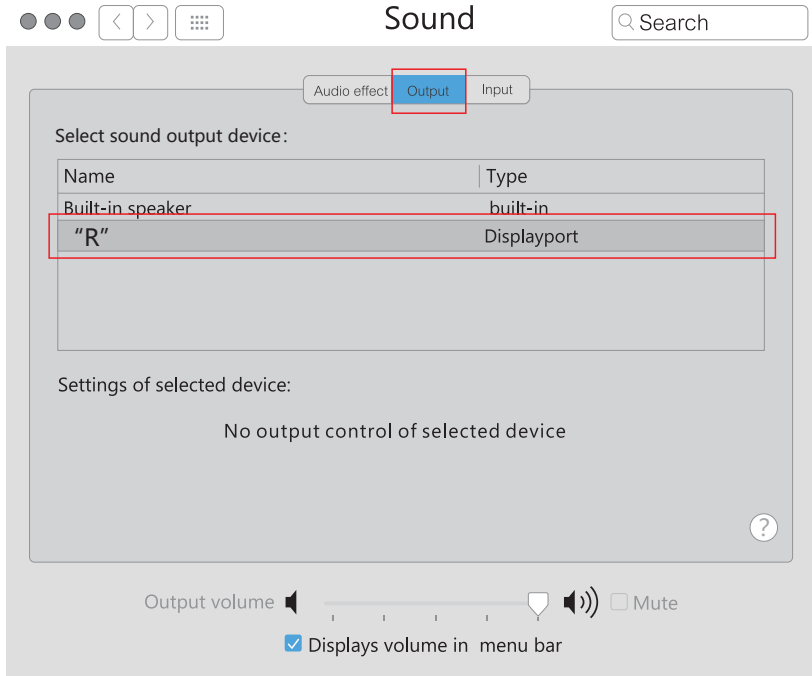 Sound
Search
Audio effect Output Input
Select sound output device:
Name Type
Built-in speaker built-in
“R” Displayport
Settings of selected device:
No output control of selected device
?
Output volume Mute
Displays volume in menu bar